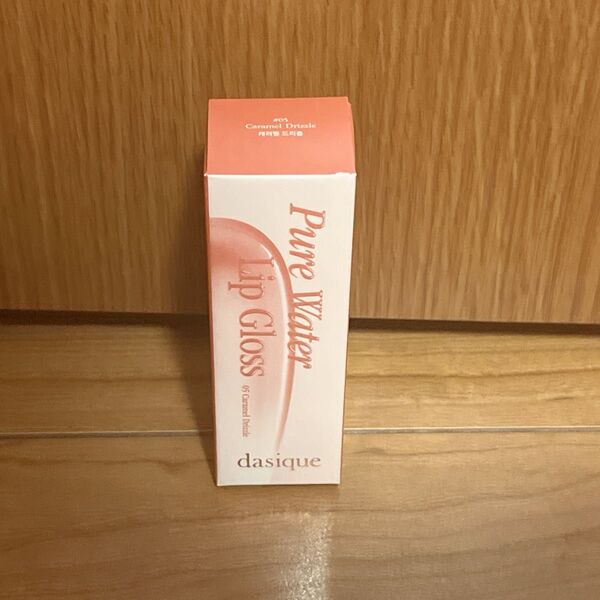 #05
Caramel Drizzle
캐러멜 드리즐
Pure Water
Lip Gloss
05 Caramel Drizzle
dasique